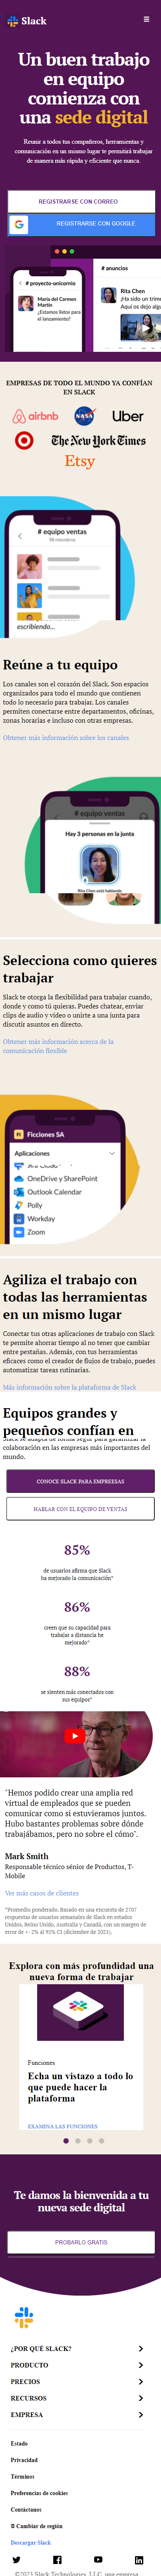 slack
Un buen trabajo
en equipo
comienza con
una sede digital
Reunir a todos tus compañeros, herramientas y
comunicación en un mismo lugar te permitirá trabajar
de manera más rápida y eficiente que nunca.
REGISTRARSE CON CORREO
REGISTRARSE CON GOOGLE
# proyecto-unicornio
María del Carmen
Martín
¿Estamos listos para
el lanzamiento?
# anuncios
Rita Chen
¡Ha sido un trime
Aquí os dejo el
EMPRESAS DE TODO EL MUNDO YA CONFÍAN
EN SLACK
airbnb
NASA
Uber
The New York Times
Etsy
# equipo ventas
escribiendo...
Reúne a tu equipo
Los canales son el corazón de Slack. Son espacios
organizados para todo el mundo que contienen
todo lo necesario para trabajar. Los canales
permiten conectarse entre departamentos, oficinas,
zonas horarias e incluso con otras empresas.
Obtener más información sobre los canales
Hay 3 personas en la junta
Rita Chen está hablando
Selecciona como quieres
trabajar
Slack te otorga la flexibilidad para trabajar cuando,
donde y como tú quieras. Puedes chatear, enviar
clips de audio y vídeo o unirte a una junta para
discutir asuntos en directo.
Obtener más información acerca de la
comunicación flexible
Ficciones SA
Aplicaciones
OneDrive y SharePoint
Outlook Calendar
Polly
Workday
Zoom
Agiliza el trabajo con
todas las herramientas
en un mismo lugar
Conectar tras otras aplicaciones de trabajo con Slack
te permite ahorrar tiempo al no tener que cambiar
entre pestañas. Además, con tus herramientas más
eficaces como el creador de flujos de trabajo, puedes
automatizar tareas rutinarias.
Más información sobre la plataforma de Slack
Equipos grandes y
pequeños confían en
Slack se adapta de forma segura para garantizar la
colaboración en las empresas más importantes del
mundo.
CONOCE SLACK PARA EMPRESAS
HABLAR CON EL EQUIPO DE VENTAS
85%
de usuarios afirma que Slack
ha mejorado la comunicación*
86%
creen que su capacidad para
trabajar a distancia he
mejorado*
88%
se sienten más conectados con
sus equipos*
"Hemos podido crear una amplia red
virtual de empleados que se pueden
comunicar como si estuviéramos juntos.
Hubo bastantes problemas sobre dónde
trabajábamos, pero no sobre el cómo".
Mark Smith
Responsable técnico sénior de Productos, T-
Mobile
Ver más casos de clientes
*Promedio ponderado. Basado en una encuesta de 2707
respuestas de usuarios semanales de Slack en estados
Unidos, Reino Unido, Australia y Canadá, con un margen de
error de +- 2% al 95% CI (diciembre de 2021).
Explora con más profundidad una
nueva forma de trabajar
Funciones
Echa un vistazo a todo lo
que puede hacer la
plataforma
EXAMINA LAS FUNCIONES
Te damos la bienvenida a tu
nueva sede digital
PROBARLO GRATIS
¿POR QUÉ SLACK?
PRODUCTO
PRECIOS
RECURSOS
EMPRESA
Estado
Privacidad
Términos
Preferencias de cookies
Contáctanos
Cambiar de región
Descargar Slack
©2023 Slack Technologies, LLC, una empresa